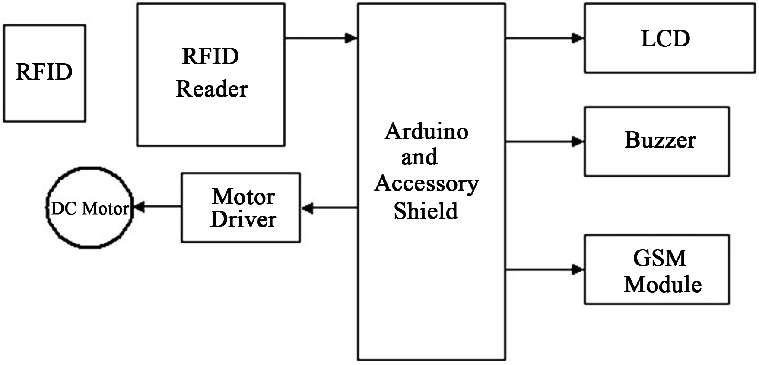 RFID
RFID
Reader
Arduino
and
Accessory
Shield
LCD
Buzzer
GSM
Module
Motor
Driver
DC Motor